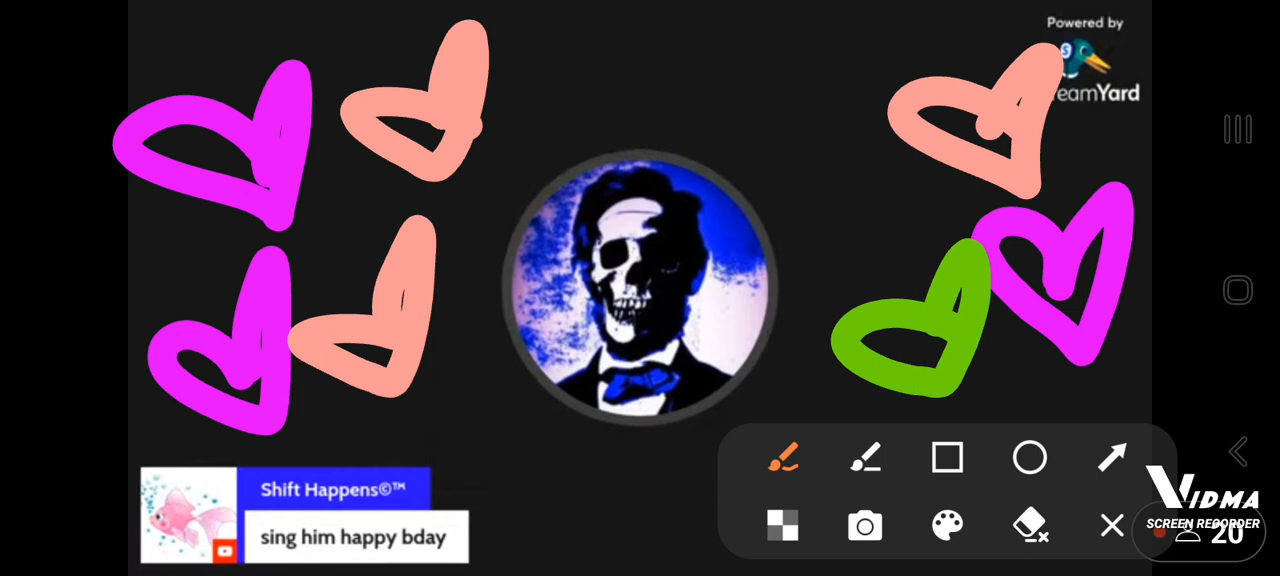 Powered by
eamYard
Shift Happens©™
sing him happy bday
VIDMA
SCREEN RECORDER
20